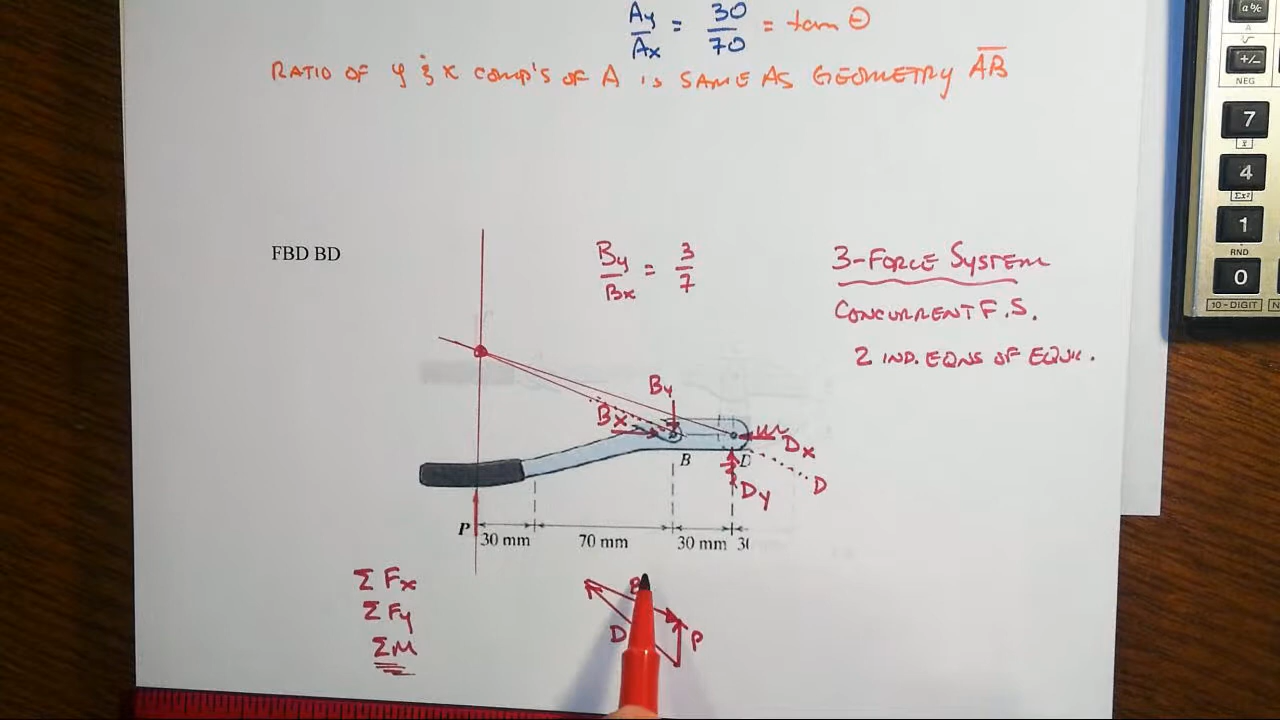 Ay/Ax = 30/70 = tan θ
RATIO OF y & x COMP'S OF A IS SAME AS GEOMETRY AB
FBD BD
By/Bx = 3/7
3-FORCE SYSTEM
CONCURRENT F.S.
2 IND. EQNS OF EQUIL.
By
Bx
Dx
B
D
D
Dy
P
30 mm
70 mm
30 mm
ΣFx
ΣFy
ΣM
D
P
a b/c
A
√
+/-
NEG
7
x̄
4
Σx²
1
RND
0
10-DIGIT